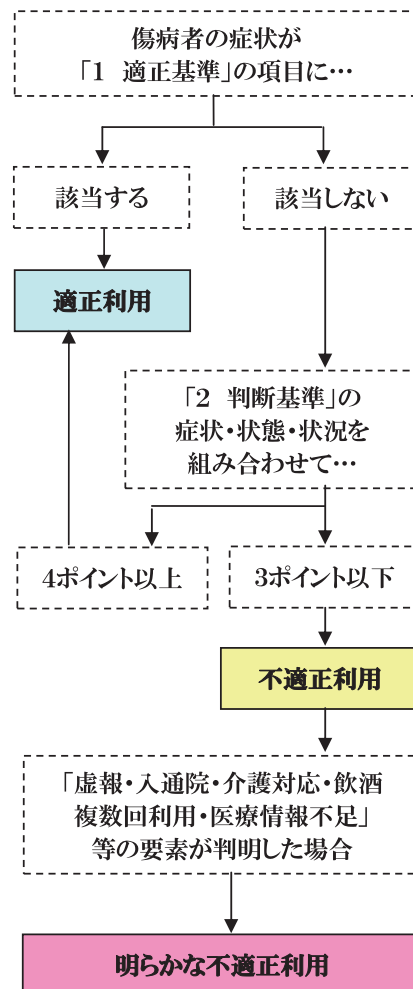 傷病者の症状が
「1 適正基準」の項目に…
該当する
該当しない
適正利用
「2 判断基準」の
症状・状態・状況を
組み合わせて…
4ポイント以上
3ポイント以下
不適正利用
「虚報・入通院・介護対応・飲酒
複数回利用・医療情報不足」
等の要素が判明した場合
明らかな不適正利用